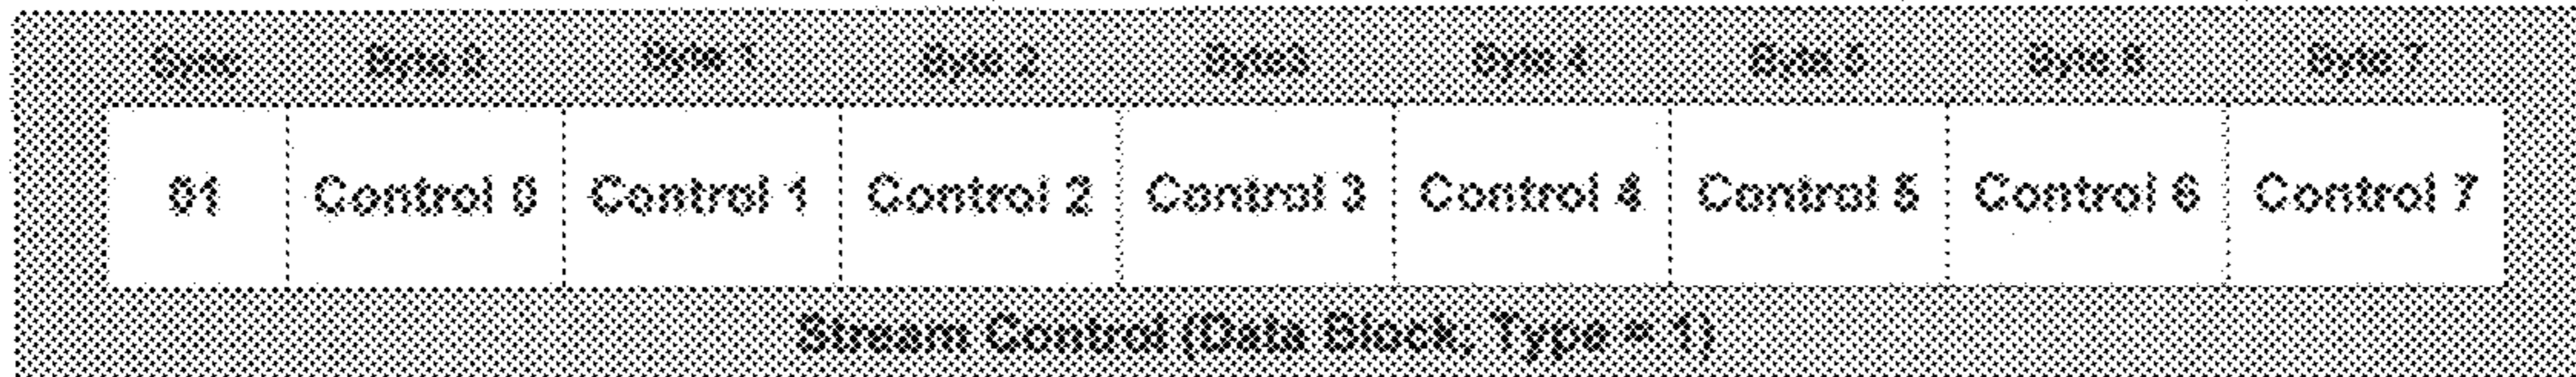 Sync Byte 0 Byte 1 Byte 2 Byte3 Byte 4 Byte 5 Byte 6 Byte 7
01 Control 0 Control 1 Control 2 Control 3 Control 4 Control 5 Control 6 Control 7
Stream Control (Data Block; Type = 1)